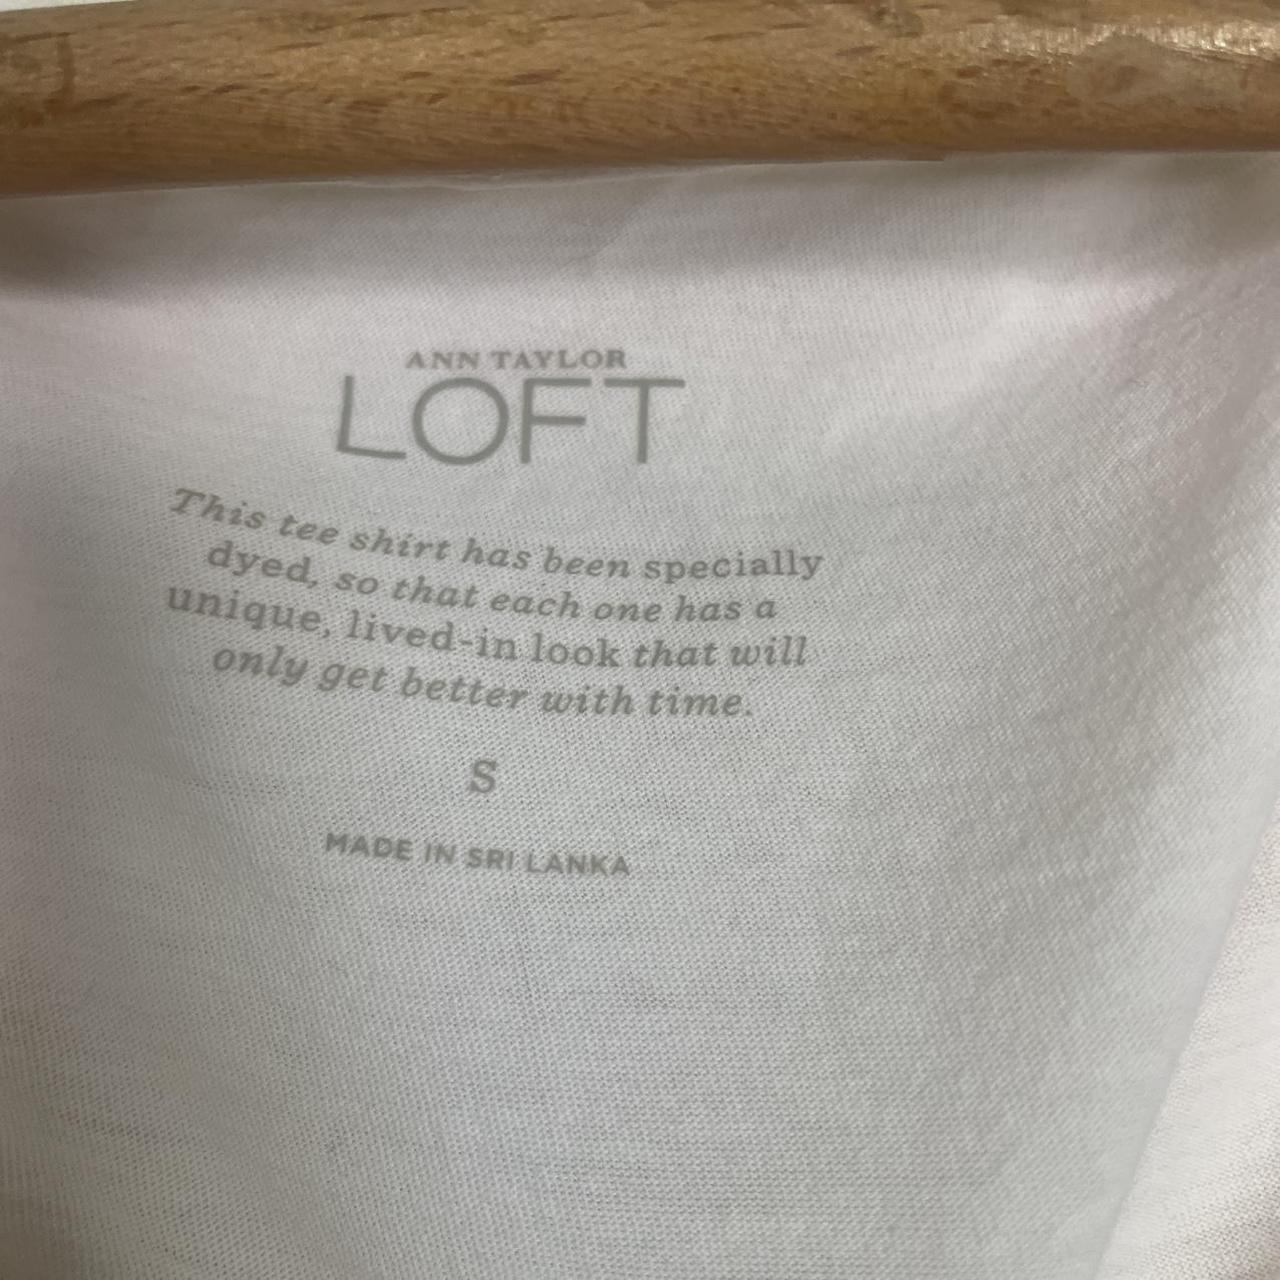 ANN TAYLOR
LOFT
This tee shirt has been specially
dyed, so that each one has a
unique, lived-in look that will
only get better with time.
S
MADE IN SRI LANKA